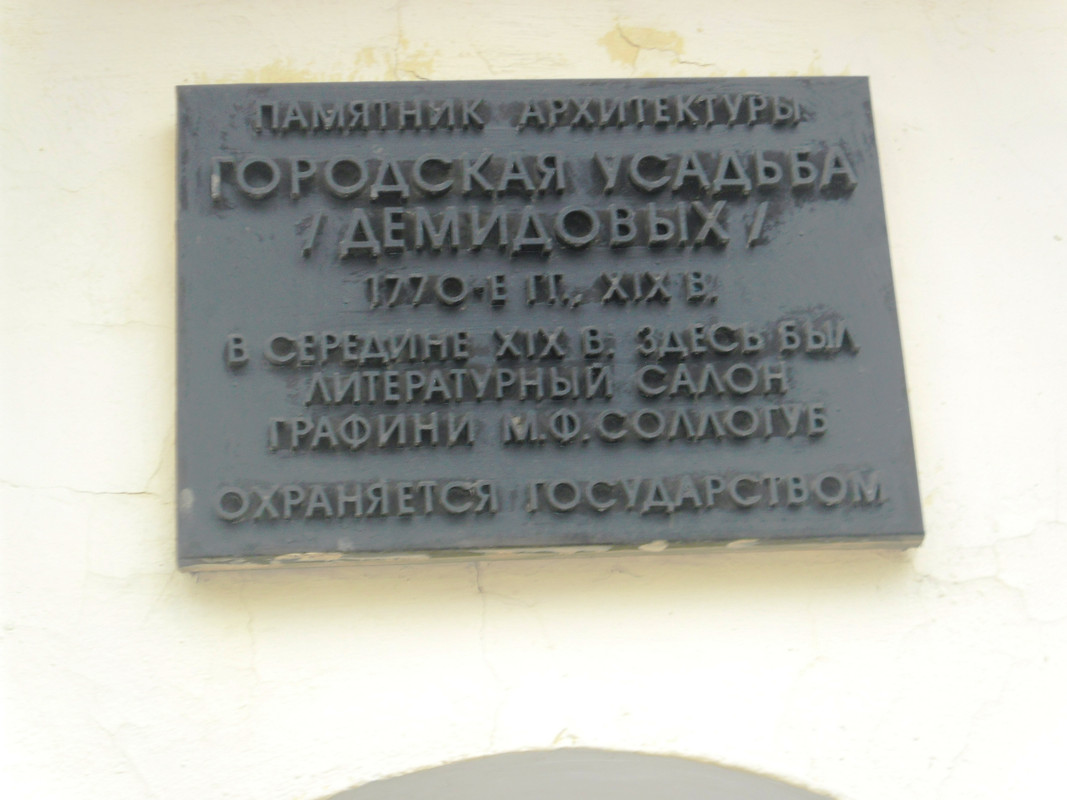 ПАМЯТНИК АРХИТЕКТУРЫ
ГОРОДСКАЯ УСАДЬБА
/ДЕМИДОВЫХ/
1770-Е ГГ., XIX В.
В СЕРЕДИНЕ XIX В. ЗДЕСЬ БЫЛ
ЛИТЕРАТУРНЫЙ САЛОН
ГРАФИНИ М.Ф. СОЛЛОГУБ
ОХРАНЯЕТСЯ ГОСУДАРСТВОМ